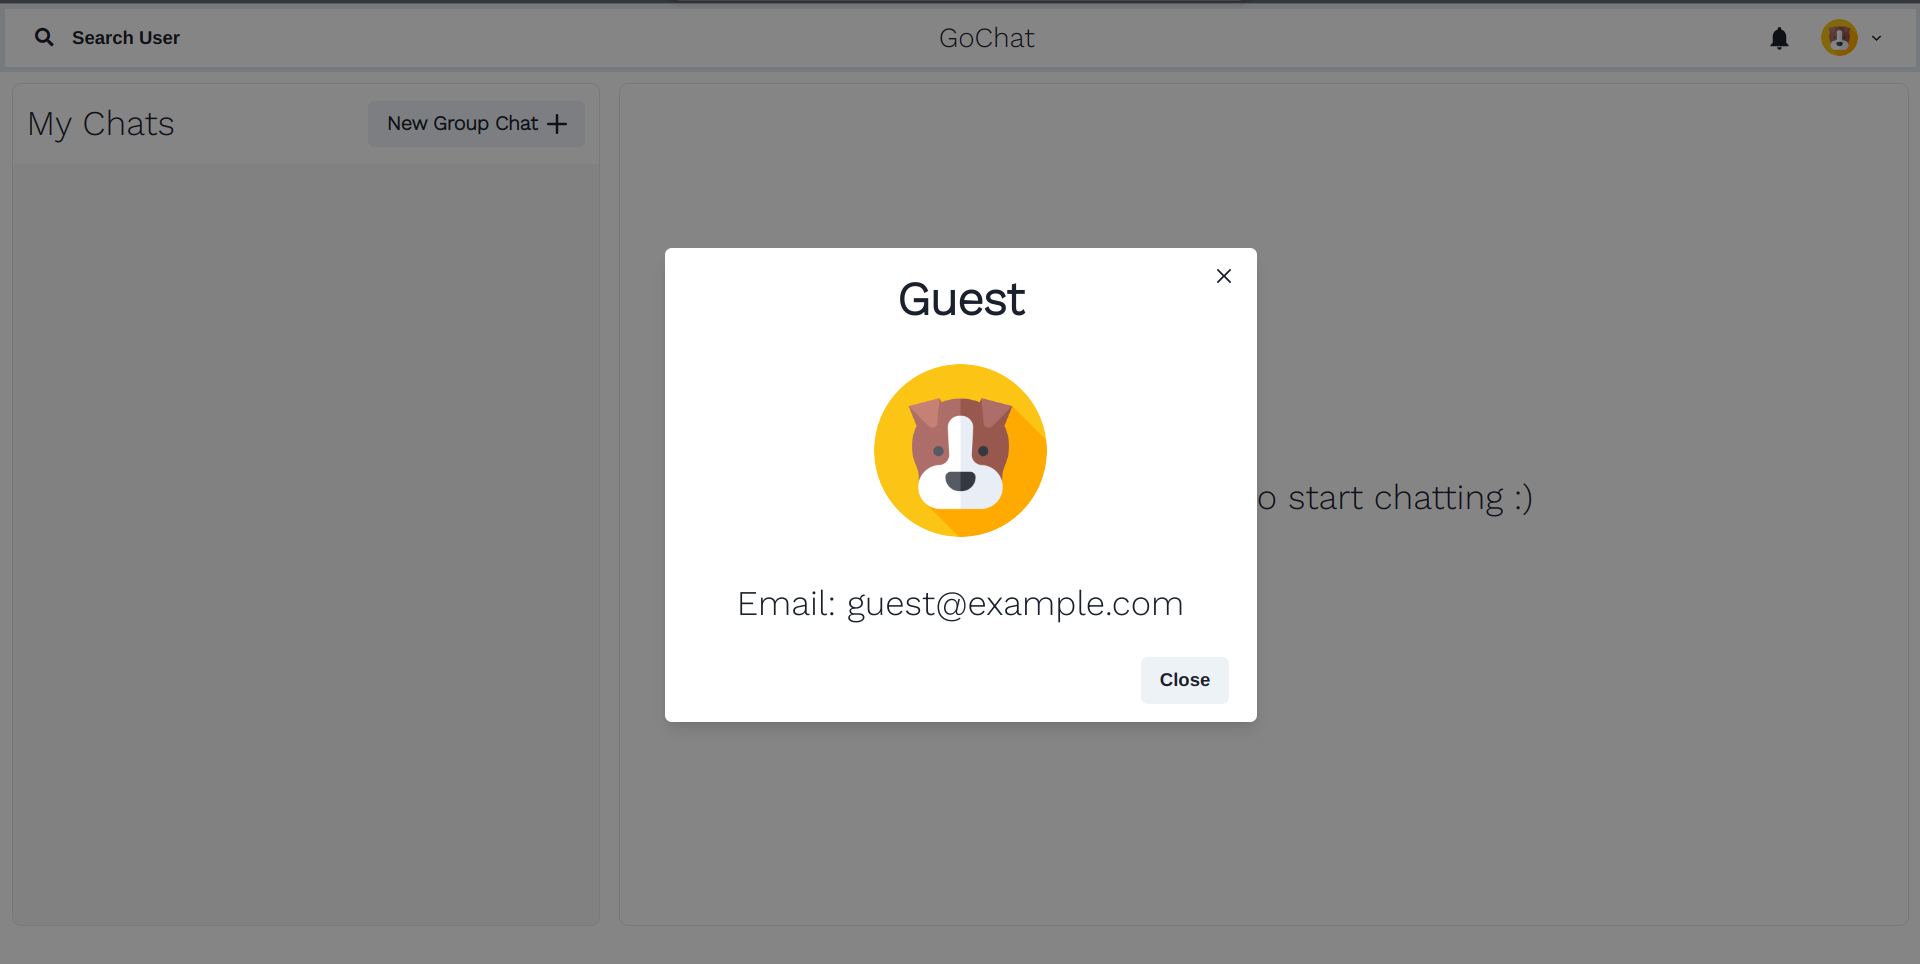 Search User
GoChat
My Chats
New Group Chat
Guest
start chatting :)
Email: guest@example.com
Close